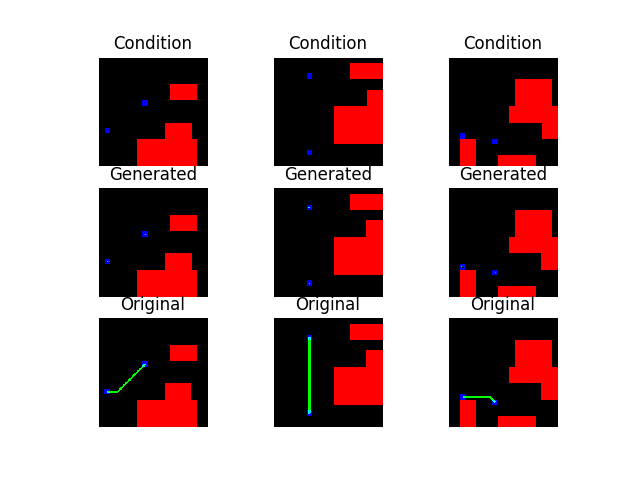 Condition Condition Condition
Generated Generated Generated
Original Original Original